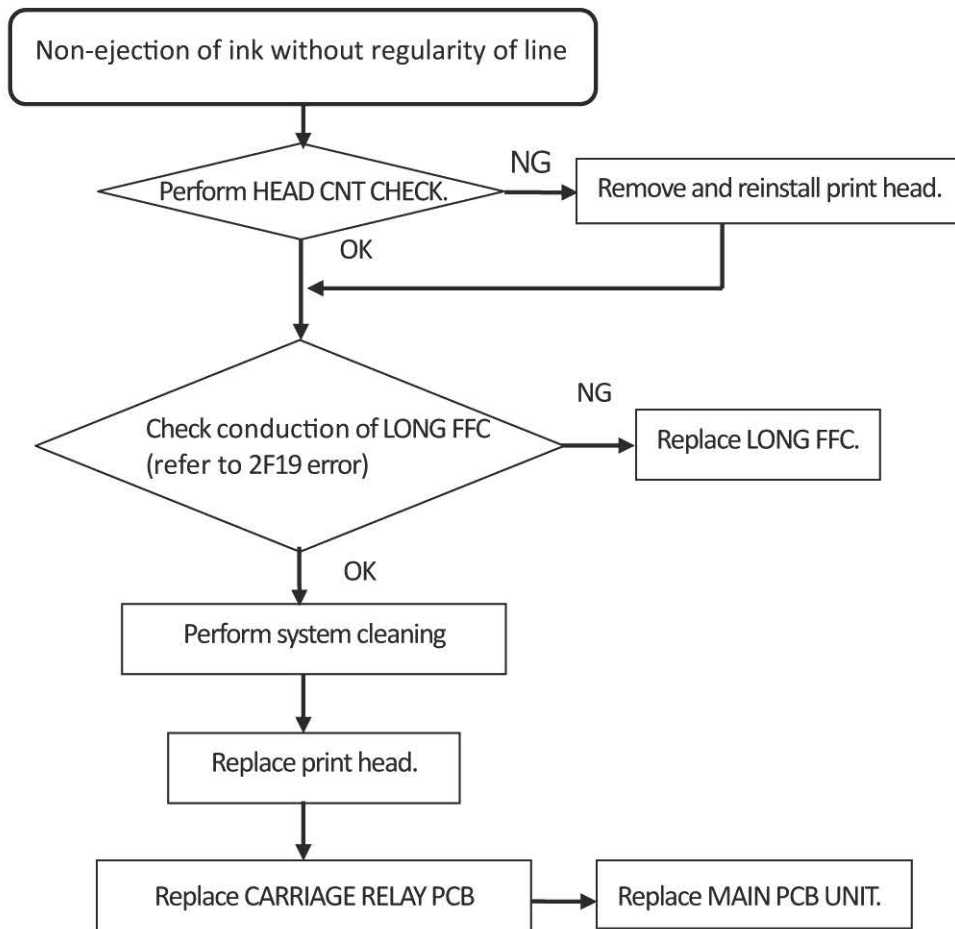 Non-ejection of ink without regularity of line
NG
Perform HEAD CNT CHECK.
Remove and reinstall print head.
OK
NG
Check conduction of LONG FFC
(refer to 2F19 error)
Replace LONG FFC.
OK
Perform system cleaning
Replace print head.
Replace CARRIAGE RELAY PCB
Replace MAIN PCB UNIT.